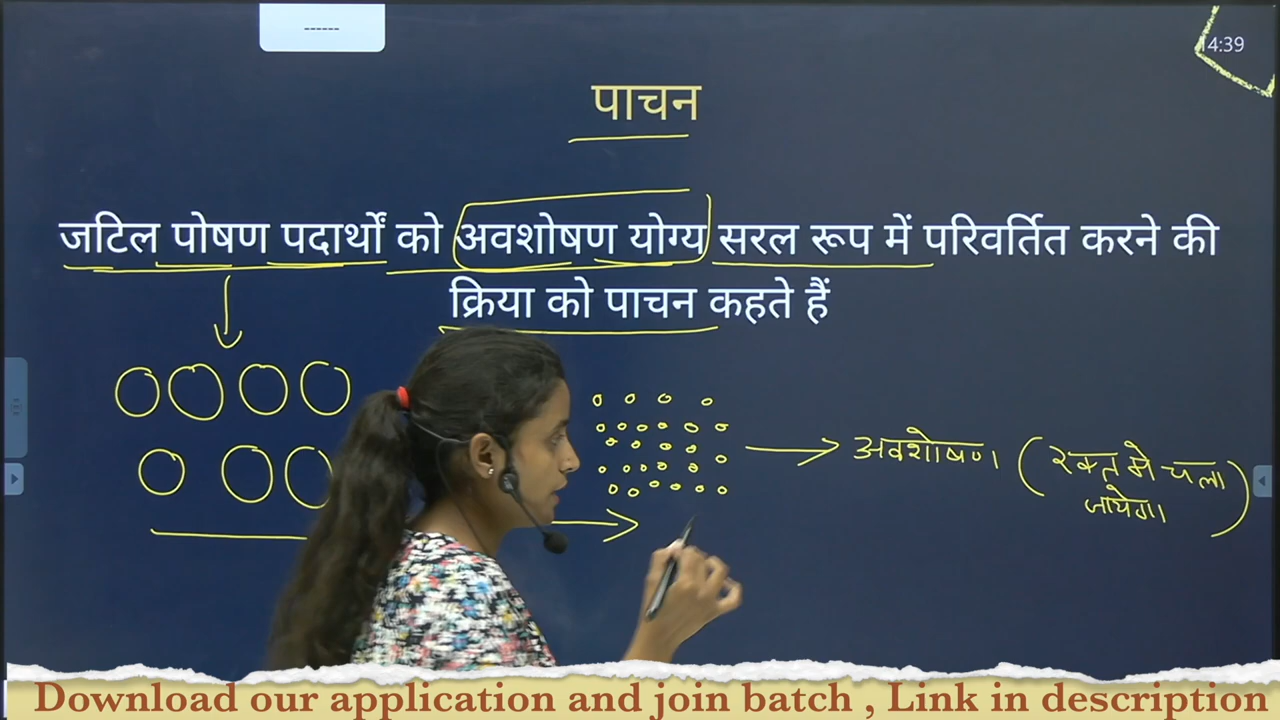 ------
14:39
पाचन
जटिल पोषण पदार्थों को अवशोषण योग्य सरल रूप में परिवर्तित करने की
क्रिया को पाचन कहते हैं
अवशोषण (रक्त मे चला
जायेगा)
Download our application and join batch , Link in description